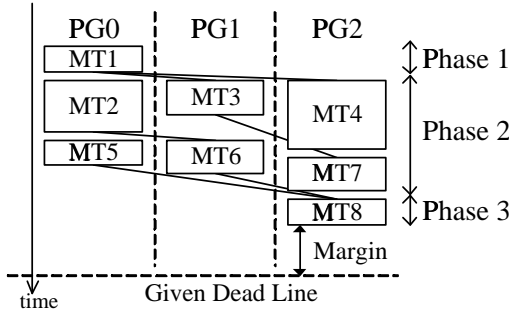 PG0 PG1 PG2
MT1
Phase 1
MT2
MT3
MT4
Phase 2
MT5
MT6
MT7
MT8
Phase 3
Margin
Given Dead Line
time